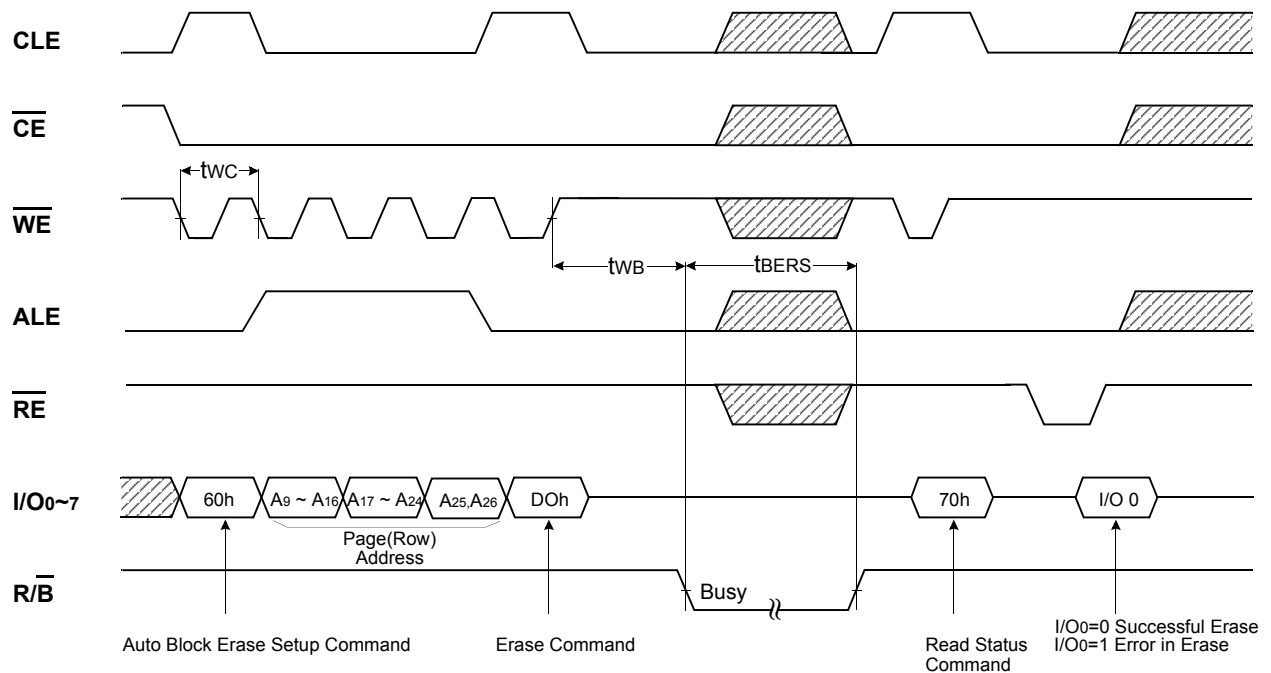 CLE
CE
tWC
WE
tWB
tBERS
ALE
RE
I/O0~7
60h
A9 ~ A16
A17 ~ A24
A25,A26
DOh
70h
I/O 0
Page(Row)
Address
R/B
Busy
Auto Block Erase Setup Command
Erase Command
Read Status
Command
I/O0=0 Successful Erase
I/O0=1 Error in Erase